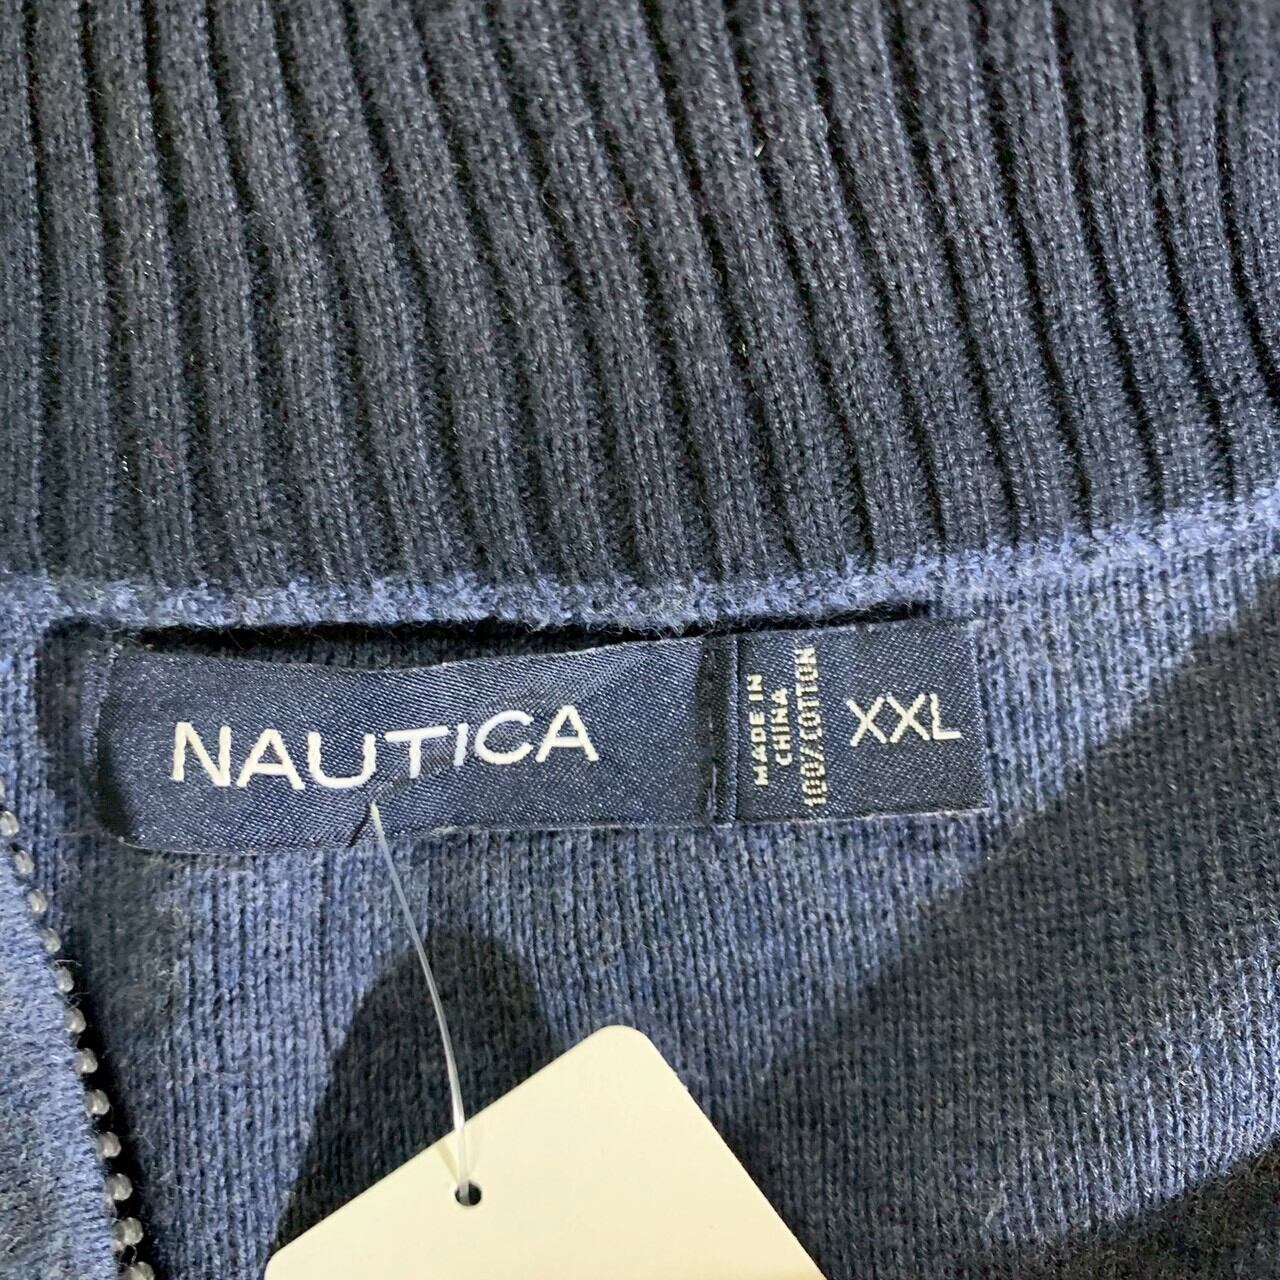 NAUTICA
MADE IN
CHINA
100% COTTON
XXL